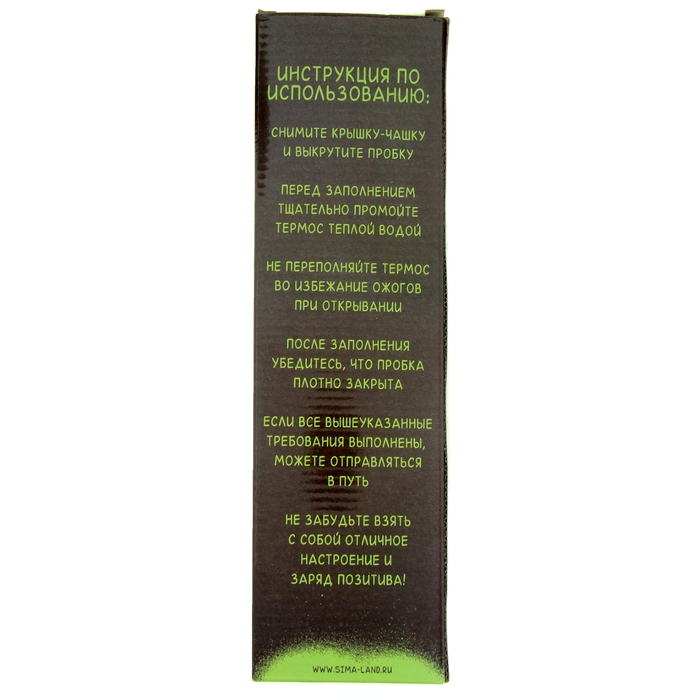 ИНСТРУКЦИЯ ПО
ИСПОЛЬЗОВАНИЮ:
СНИМИТЕ КРЫШКУ-ЧАШКУ
И ВЫКРУТИТЕ ПРОБКУ
ПЕРЕД ЗАПОЛНЕНИЕМ
ТЩАТЕЛЬНО ПРОМОЙТЕ
ТЕРМОС ТЕПЛОЙ ВОДОЙ
НЕ ПЕРЕПОЛНЯЙТЕ ТЕРМОС
ВО ИЗБЕЖАНИЕ ОЖОГОВ
ПРИ ОТКРЫВАНИИ
ПОСЛЕ ЗАПОЛНЕНИЯ
УБЕДИТЕСЬ, ЧТО ПРОБКА
ПЛОТНО ЗАКРЫТА
ЕСЛИ ВСЕ ВЫШЕУКАЗАННЫЕ
ТРЕБОВАНИЯ ВЫПОЛНЕНЫ,
МОЖЕТЕ ОТПРАВЛЯТЬСЯ
В ПУТЬ
НЕ ЗАБУДЬТЕ ВЗЯТЬ
С СОБОЙ ОТЛИЧНОЕ
НАСТРОЕНИЕ И
ЗАРЯД ПОЗИТИВА!
WWW.SIMA-LAND.RU